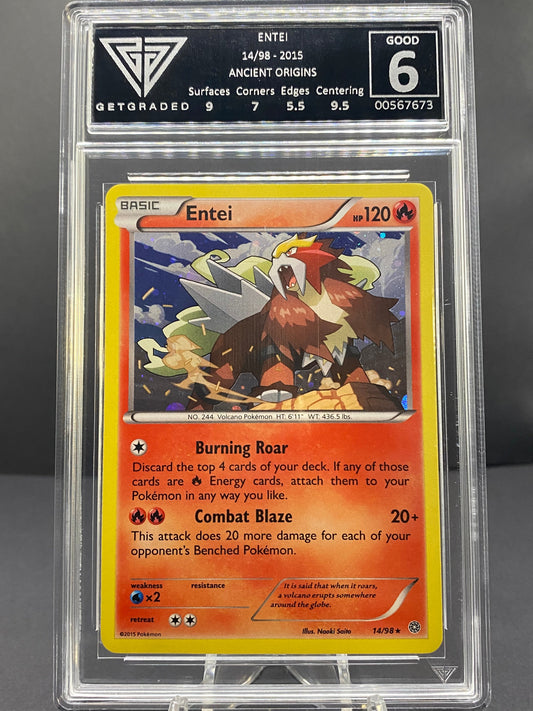 ENTEI
14/98 - 2015
ANCIENT ORIGINS
Surfaces Corners Edges Centering
9 7 5.5 9.5
GETGRADED
GOOD
6
00567673
BASIC
Entei
HP 120
NO. 244 Volcano Pokémon HT: 6'11" WT: 436.5 lbs.
Burning Roar
Discard the top 4 cards of your deck. If any of those
cards are Energy cards, attach them to your
Pokémon in any way you like.
Combat Blaze 20+
This attack does 20 more damage for each of your
opponent's Benched Pokémon.
weakness resistance
×2
retreat
It is said that when it roars,
a volcano erupts somewhere
around the globe.
©2015 Pokémon
Illus. Naoki Saito
14/98★